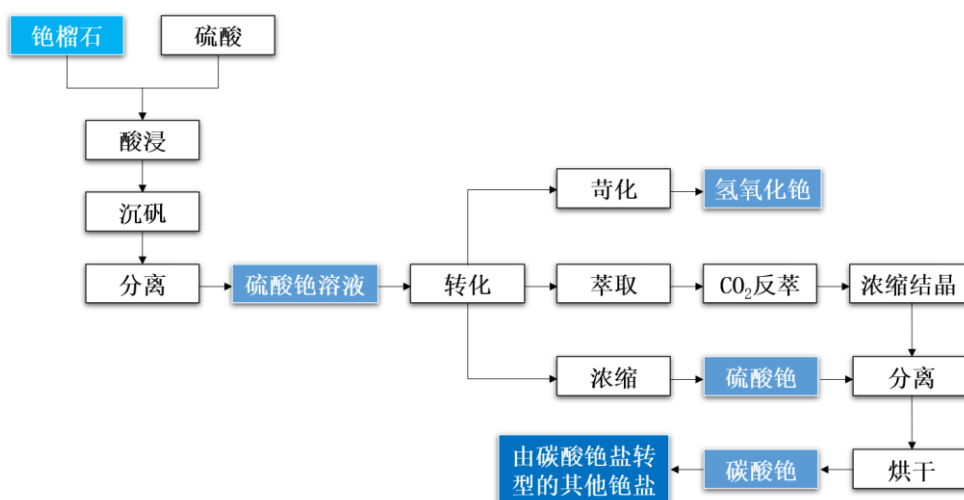 铯榴石
硫酸
酸浸
沉矾
分离
硫酸铯溶液
转化
苛化
氢氧化铯
萃取
CO₂反萃
浓缩结晶
浓缩
硫酸铯
分离
由碳酸铯盐转
型的其他铯盐
碳酸铯
烘干